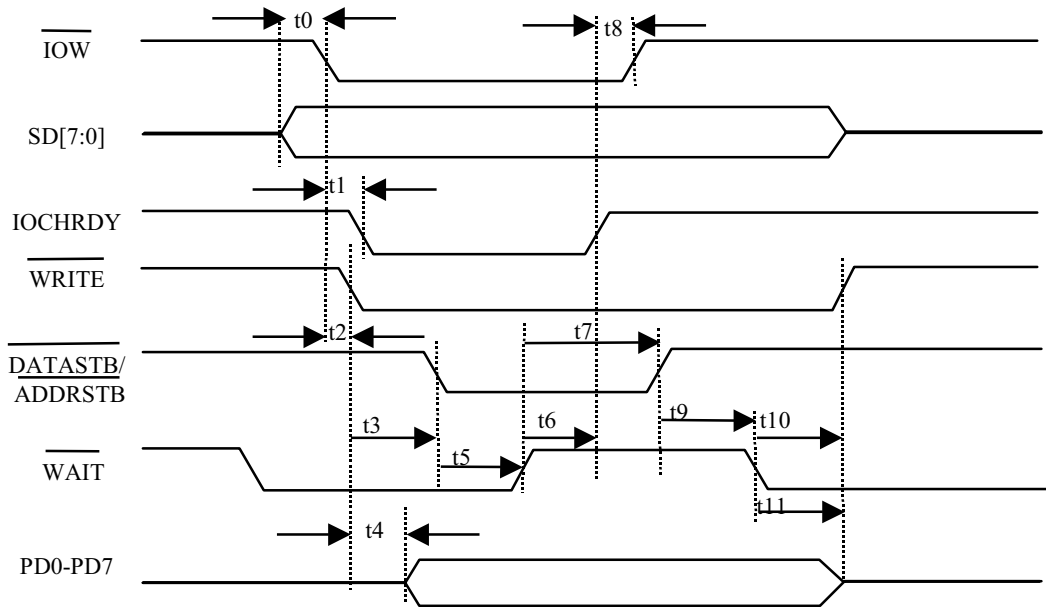 t0
t8
IOW
SD[7:0]
t1
IOCHRDY
WRITE
t2
t7
DATASTB/
ADDRSTB
t3
t6
t9
t10
WAIT
t5
t11
t4
PD0-PD7